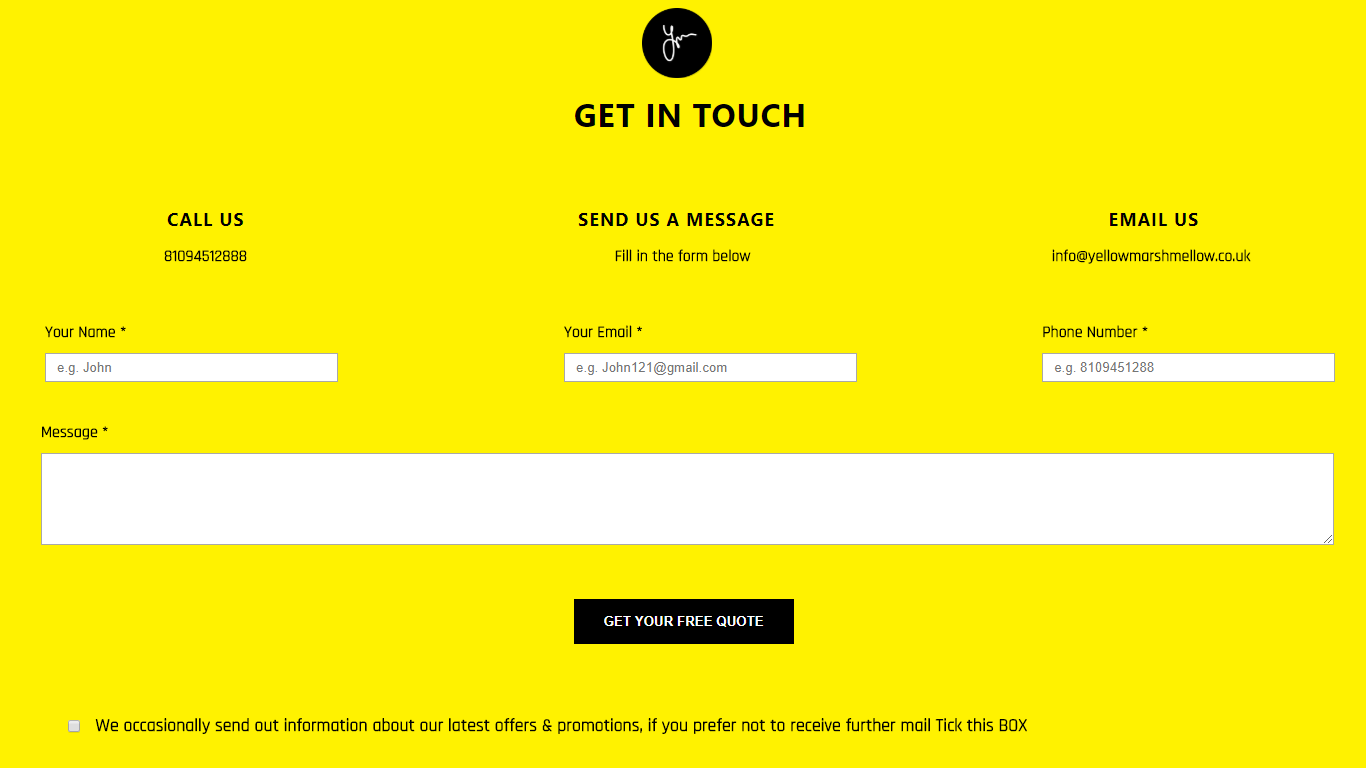 GET IN TOUCH
CALL US
SEND US A MESSAGE
EMAIL US
81094512888
Fill in the form below
info@yellowmarshmellow.co.uk
Your Name *
Your Email *
Phone Number *
e.g. John
e.g. John121@gmail.com
e.g. 8109451288
Message *
GET YOUR FREE QUOTE
We occasionally send out information about our latest offers & promotions, if you prefer not to receive further mail Tick this BOX